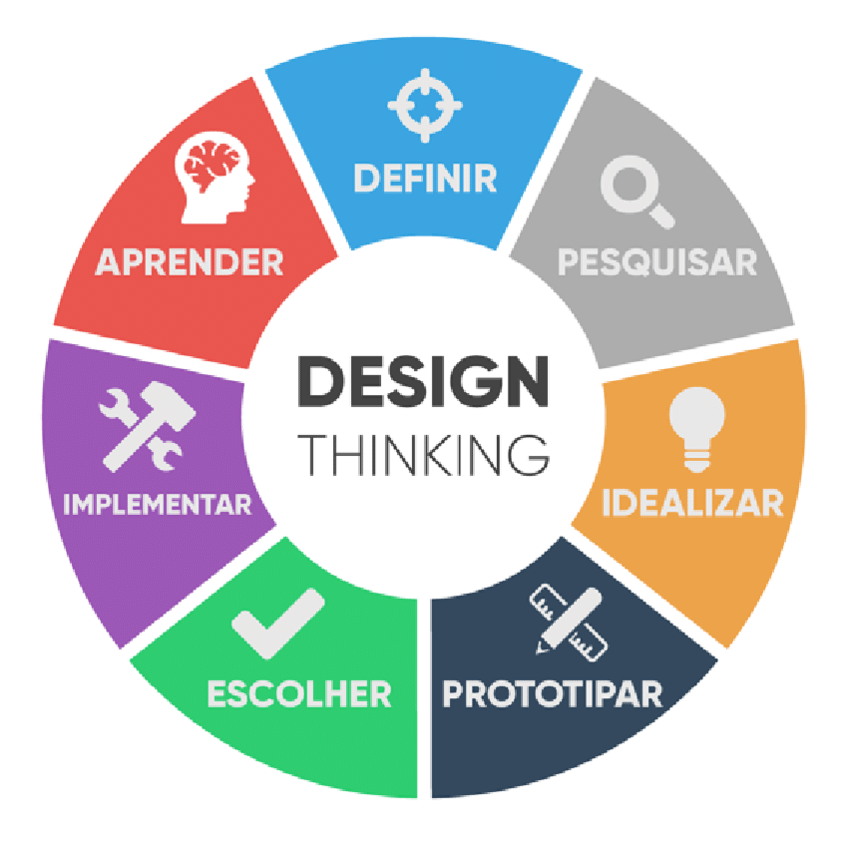 DEFINIR
PESQUISAR
IDEALIZAR
PROTOTIPAR
ESCOLHER
IMPLEMENTAR
APRENDER
DESIGN
THINKING